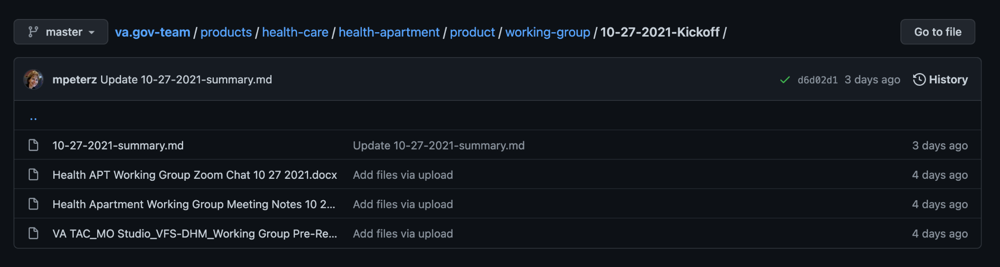 master va.gov-team / products / health-care / health-apartment / product / working-group / 10-27-2021-Kickoff / Go to file
mpeterz Update 10-27-2021-summary.md d6d02d1 3 days ago History
..
10-27-2021-summary.md Update 10-27-2021-summary.md 3 days ago
Health APT Working Group Zoom Chat 10 27 2021.docx Add files via upload 4 days ago
Health Apartment Working Group Meeting Notes 10 2... Add files via upload 4 days ago
VA TAC_MO Studio_VFS-DHM_Working Group Pre-Re... Add files via upload 4 days ago